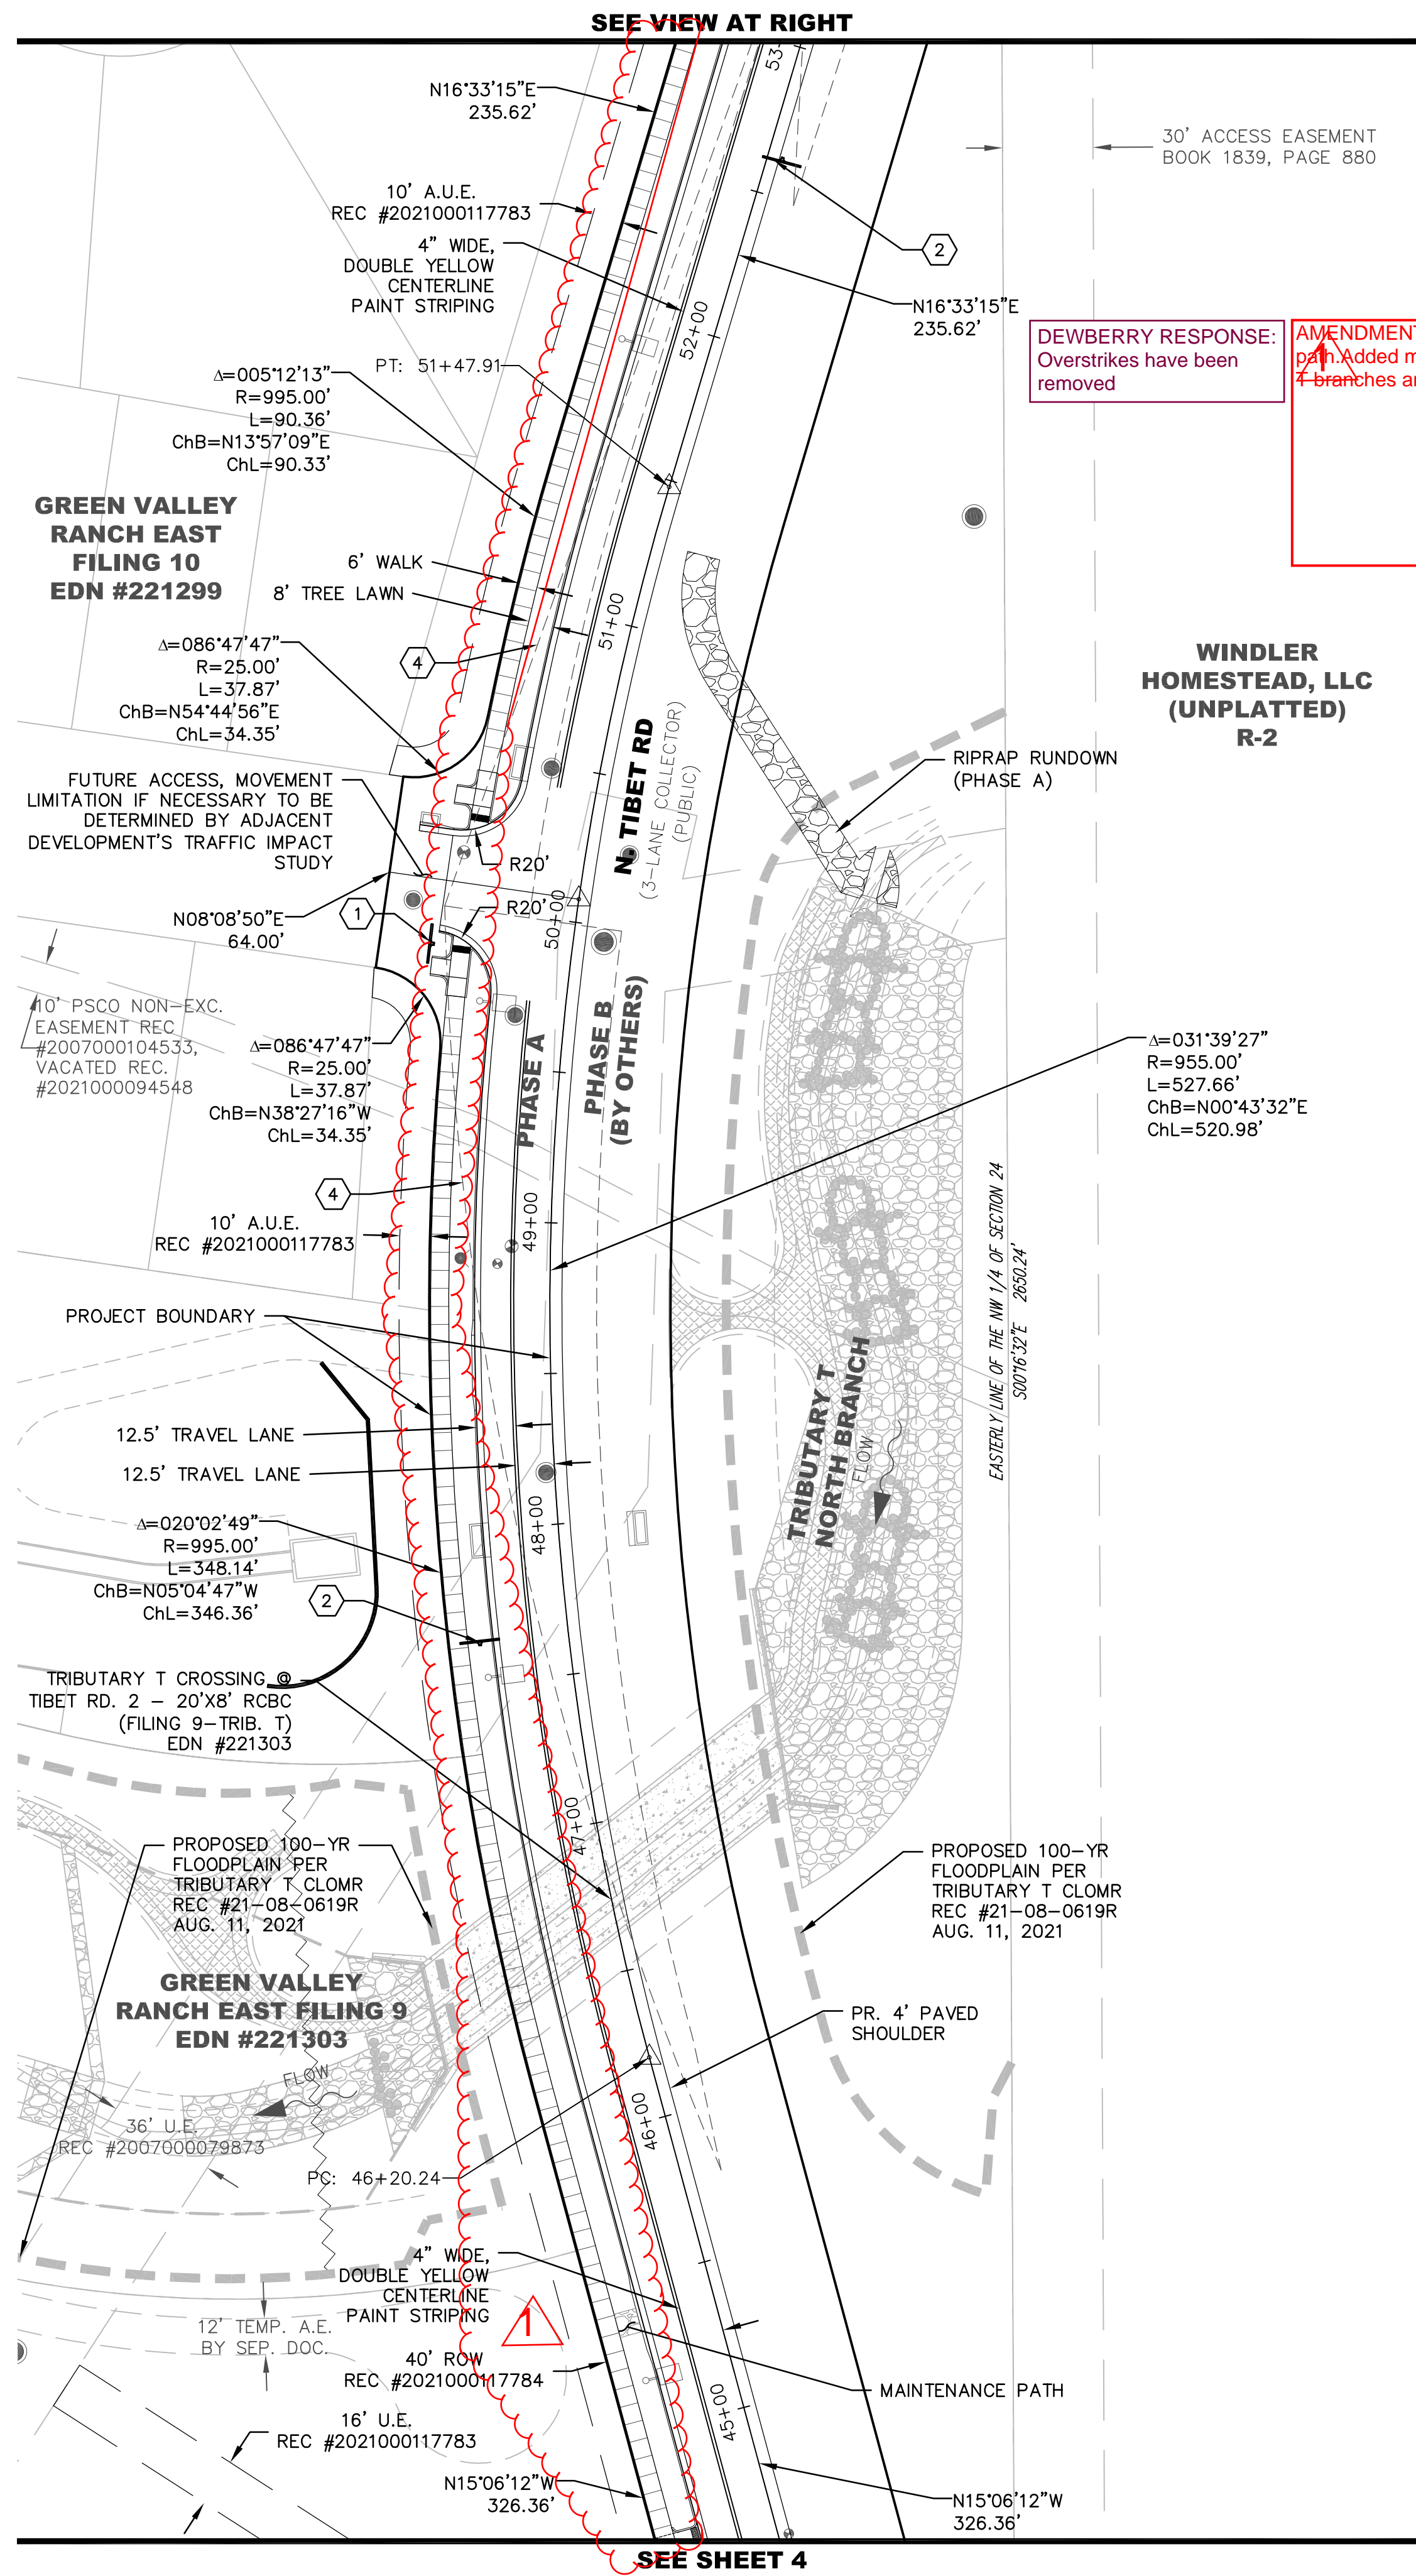 SEE VIEW AT RIGHT
N16°33'15"E
235.62'
53
30' ACCESS EASEMENT
BOOK 1839, PAGE 880
10' A.U.E.
REC #2021000117783
4" WIDE,
DOUBLE YELLOW
CENTERLINE
PAINT STRIPING
2
N16°33'15"E
235.62'
52+00
DEWBERRY RESPONSE:
Overstrikes have been
removed
AMENDMENT
1
path.Added m
T branches ar
PT: 51+47.91
Δ=005°12'13"
R=995.00'
L=90.36'
ChB=N13°57'09"E
ChL=90.33'
GREEN VALLEY
RANCH EAST
FILING 10
EDN #221299
6' WALK
8' TREE LAWN
51+00
4
Δ=086°47'47"
R=25.00'
L=37.87'
ChB=N54°44'56"E
ChL=34.35'
WINDLER
HOMESTEAD, LLC
(UNPLATTED)
R-2
N. TIBET RD
(3-LANE COLLECTOR)
(PUBLIC)
RIPRAP RUNDOWN
(PHASE A)
FUTURE ACCESS, MOVEMENT
LIMITATION IF NECESSARY TO BE
DETERMINED BY ADJACENT
DEVELOPMENT'S TRAFFIC IMPACT
STUDY
R20'
R20'
50+00
1
N08°08'50"E
64.00'
10' PSCO NON-EXC.
EASEMENT REC
#2007000104533,
VACATED REC.
#2021000094548
Δ=086°47'47"
R=25.00'
L=37.87'
ChB=N38°27'16"W
ChL=34.35'
PHASE A
PHASE B
(BY OTHERS)
Δ=031°39'27"
R=955.00'
L=527.66'
ChB=N00°43'32"E
ChL=520.98'
4
49+00
10' A.U.E.
REC #2021000117783
EASTERLY LINE OF THE NW 1/4 OF SECTION 24
S00°16'32"E 2650.24'
PROJECT BOUNDARY
TRIBUTARY T
NORTH BRANCH
FLOW
12.5' TRAVEL LANE
12.5' TRAVEL LANE
48+00
Δ=020°02'49"
R=995.00'
L=348.14'
ChB=N05°04'47"W
ChL=346.36'
2
TRIBUTARY T CROSSING @
TIBET RD. 2 – 20'X8' RCBC
(FILING 9-TRIB. T)
EDN #221303
47+00
PROPOSED 100-YR
FLOODPLAIN PER
TRIBUTARY T CLOMR
REC #21-08-0619R
AUG. 11, 2021
PROPOSED 100-YR
FLOODPLAIN PER
TRIBUTARY T CLOMR
REC #21-08-0619R
AUG. 11, 2021
GREEN VALLEY
RANCH EAST FILING 9
EDN #221303
PR. 4' PAVED
SHOULDER
FLOW
46+00
36' U.E.
REC #2007000079873
PC: 46+20.24
4" WIDE,
DOUBLE YELLOW
CENTERLINE
PAINT STRIPING
1
12' TEMP. A.E.
BY SEP. DOC.
40' ROW
REC #2021000117784
MAINTENANCE PATH
45+00
16' U.E.
REC #2021000117783
N15°06'12"W
326.36'
N15°06'12"W
326.36'
SEE SHEET 4